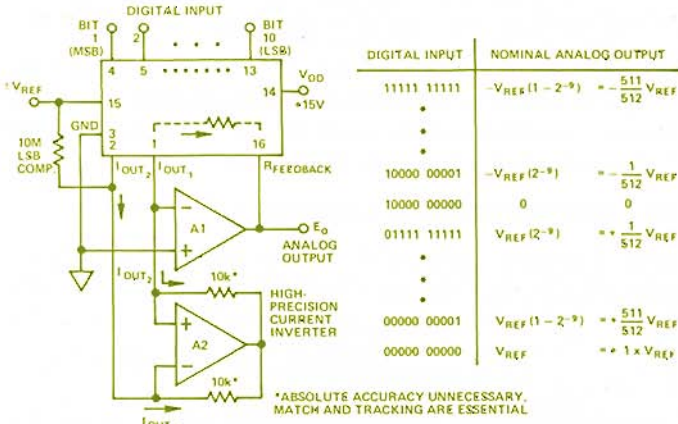 DIGITAL INPUT
BIT 1 (MSB)
2
BIT 10 (LSB)
4 5 13
VREF
15
14
VDD
+15V
GND
3
2
1
16
10M
LSB
COMP.
IOUT2
IOUT1
RFEEDBACK
A1
E0
ANALOG
OUTPUT
IOUT2
10k*
HIGH-
PRECISION
CURRENT
INVERTER
A2
10k*
IOUT
*ABSOLUTE ACCURACY UNNECESSARY,
MATCH AND TRACKING ARE ESSENTIAL
DIGITAL INPUT NOMINAL ANALOG OUTPUT
11111 11111 -VREF (1 - 2⁻⁹) = - 511/512 VREF
10000 00001 -VREF (2⁻⁹) = - 1/512 VREF
10000 00000 0 0
01111 11111 VREF (2⁻⁹) = + 1/512 VREF
00000 00001 VREF (1 - 2⁻⁹) = + 511/512 VREF
00000 00000 VREF = + 1 x VREF